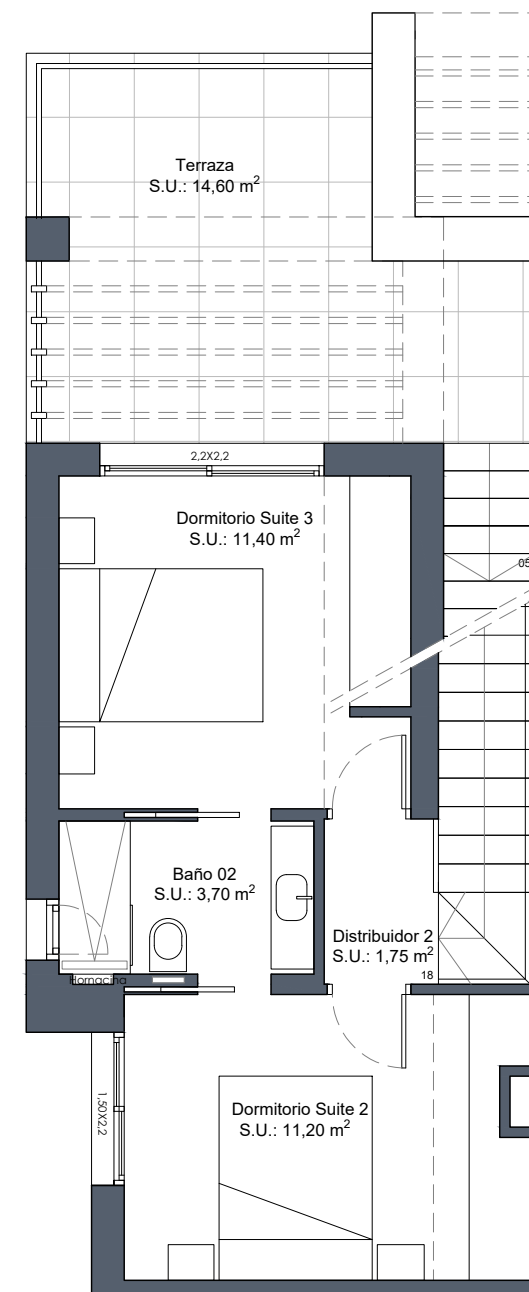 Terraza
S.U.: 14,60 m²
2,2X2,2
Dormitorio Suite 3
S.U.: 11,40 m²
05
Baño 02
S.U.: 3,70 m²
Distribuidor 2
S.U.: 1,75 m²
18
Hornacina
1,50X2,2
Dormitorio Suite 2
S.U.: 11,20 m²